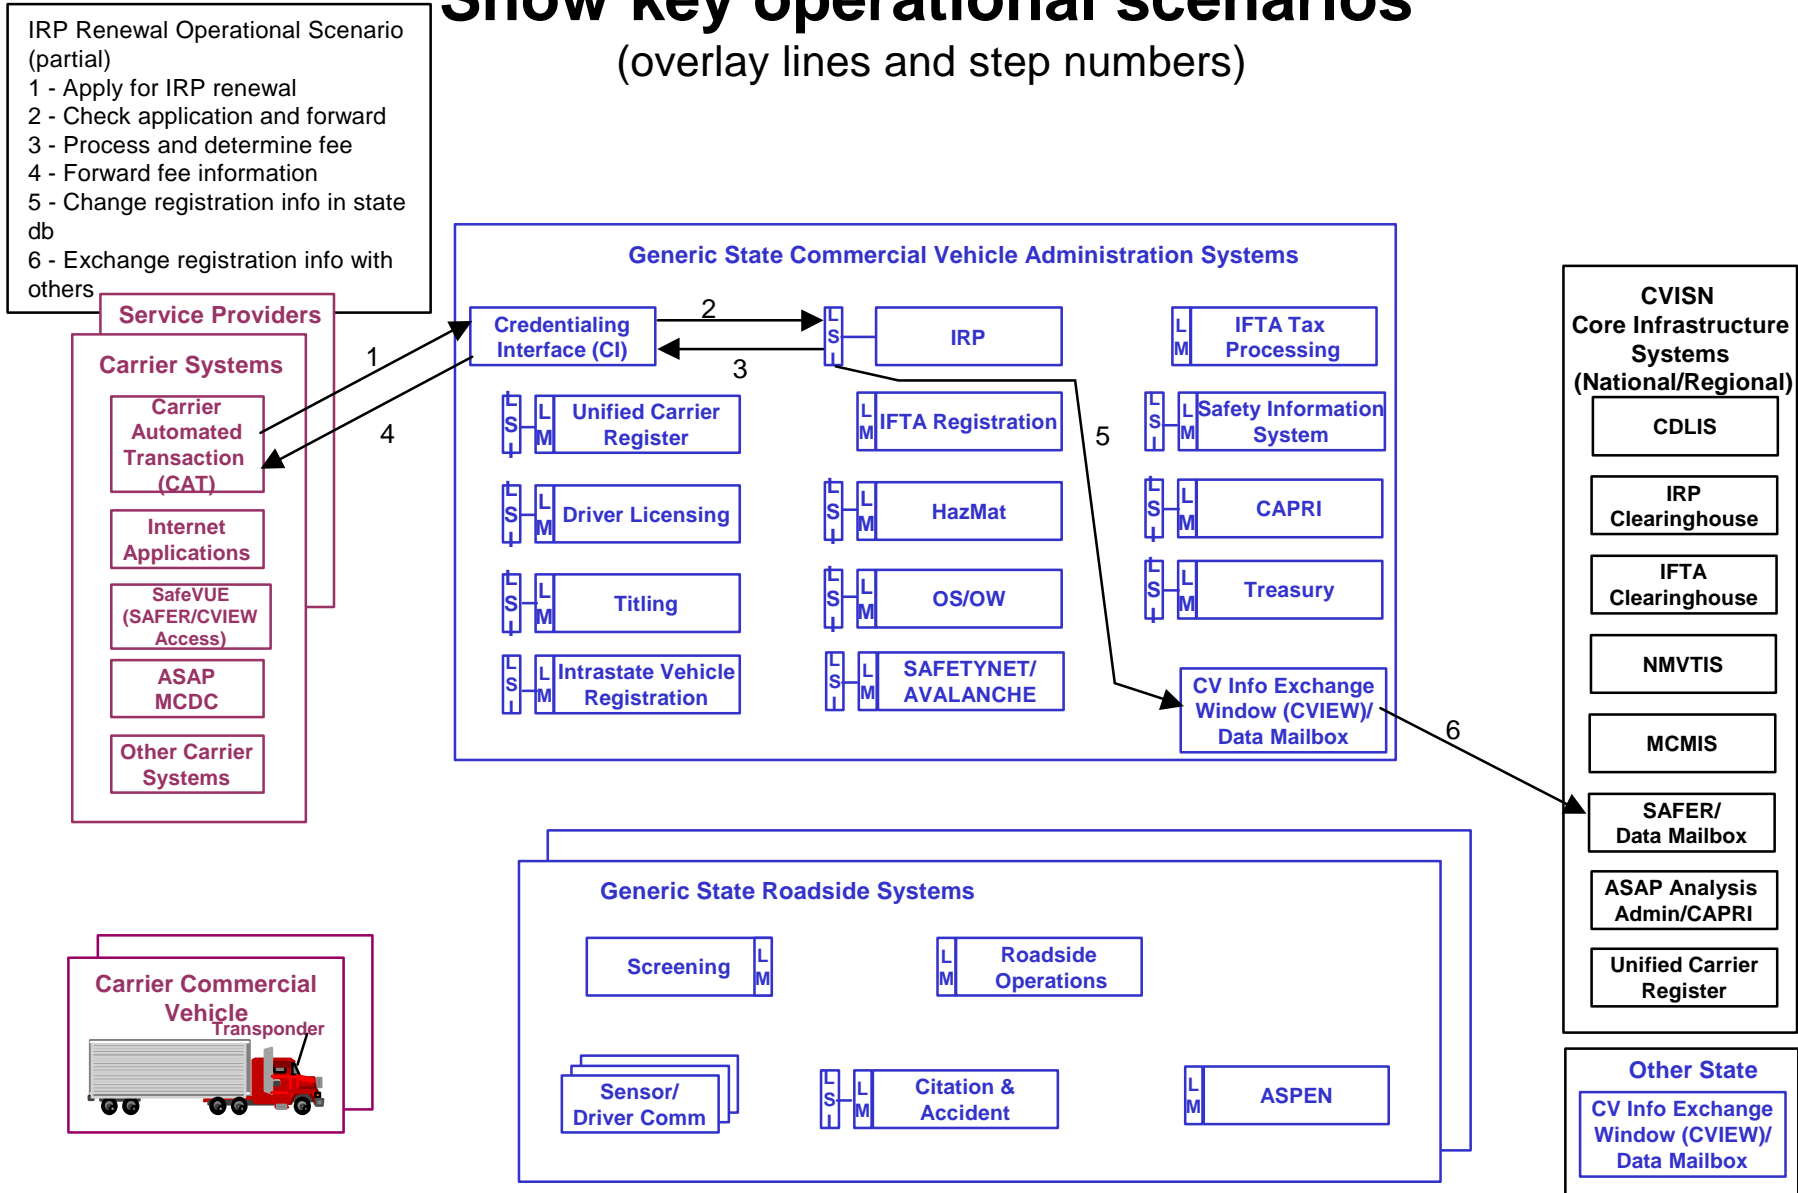 Show key operational scenarios
(overlay lines and step numbers)
IRP Renewal Operational Scenario
(partial)
1 - Apply for IRP renewal
2 - Check application and forward
3 - Process and determine fee
4 - Forward fee information
5 - Change registration info in state
db
6 - Exchange registration info with
others
Service Providers
Carrier Systems
Carrier
Automated
Transaction
(CAT)
Internet
Applications
SafeVUE
(SAFER/CVIEW
Access)
ASAP
MCDC
Other Carrier
Systems
1
4
Generic State Commercial Vehicle Administration Systems
Credentialing
Interface (CI)
2
3
L
S
I
IRP
L
M
IFTA Tax
Processing
L
S
I
L
M
Unified Carrier
Register
L
M
IFTA Registration
5
L
S
I
L
M
Safety Information
System
L
S
I
L
M
Driver Licensing
L
S
I
L
M
HazMat
L
S
I
L
M
CAPRI
L
S
I
L
M
Titling
L
S
I
L
M
OS/OW
L
S
I
L
M
Treasury
L
S
I
L
M
Intrastate Vehicle
Registration
L
S
I
L
M
SAFETYNET/
AVALANCHE
CV Info Exchange
Window (CVIEW)/
Data Mailbox
6
CVISN
Core Infrastructure
Systems
(National/Regional)
CDLIS
IRP
Clearinghouse
IFTA
Clearinghouse
NMVTIS
MCMIS
SAFER/
Data Mailbox
ASAP Analysis
Admin/CAPRI
Unified Carrier
Register
Generic State Roadside Systems
Screening
L
M
L
M
Roadside
Operations
Sensor/
Driver Comm
L
S
I
L
M
Citation &
Accident
L
M
ASPEN
Carrier Commercial
Vehicle
Transponder
Other State
CV Info Exchange
Window (CVIEW)/
Data Mailbox